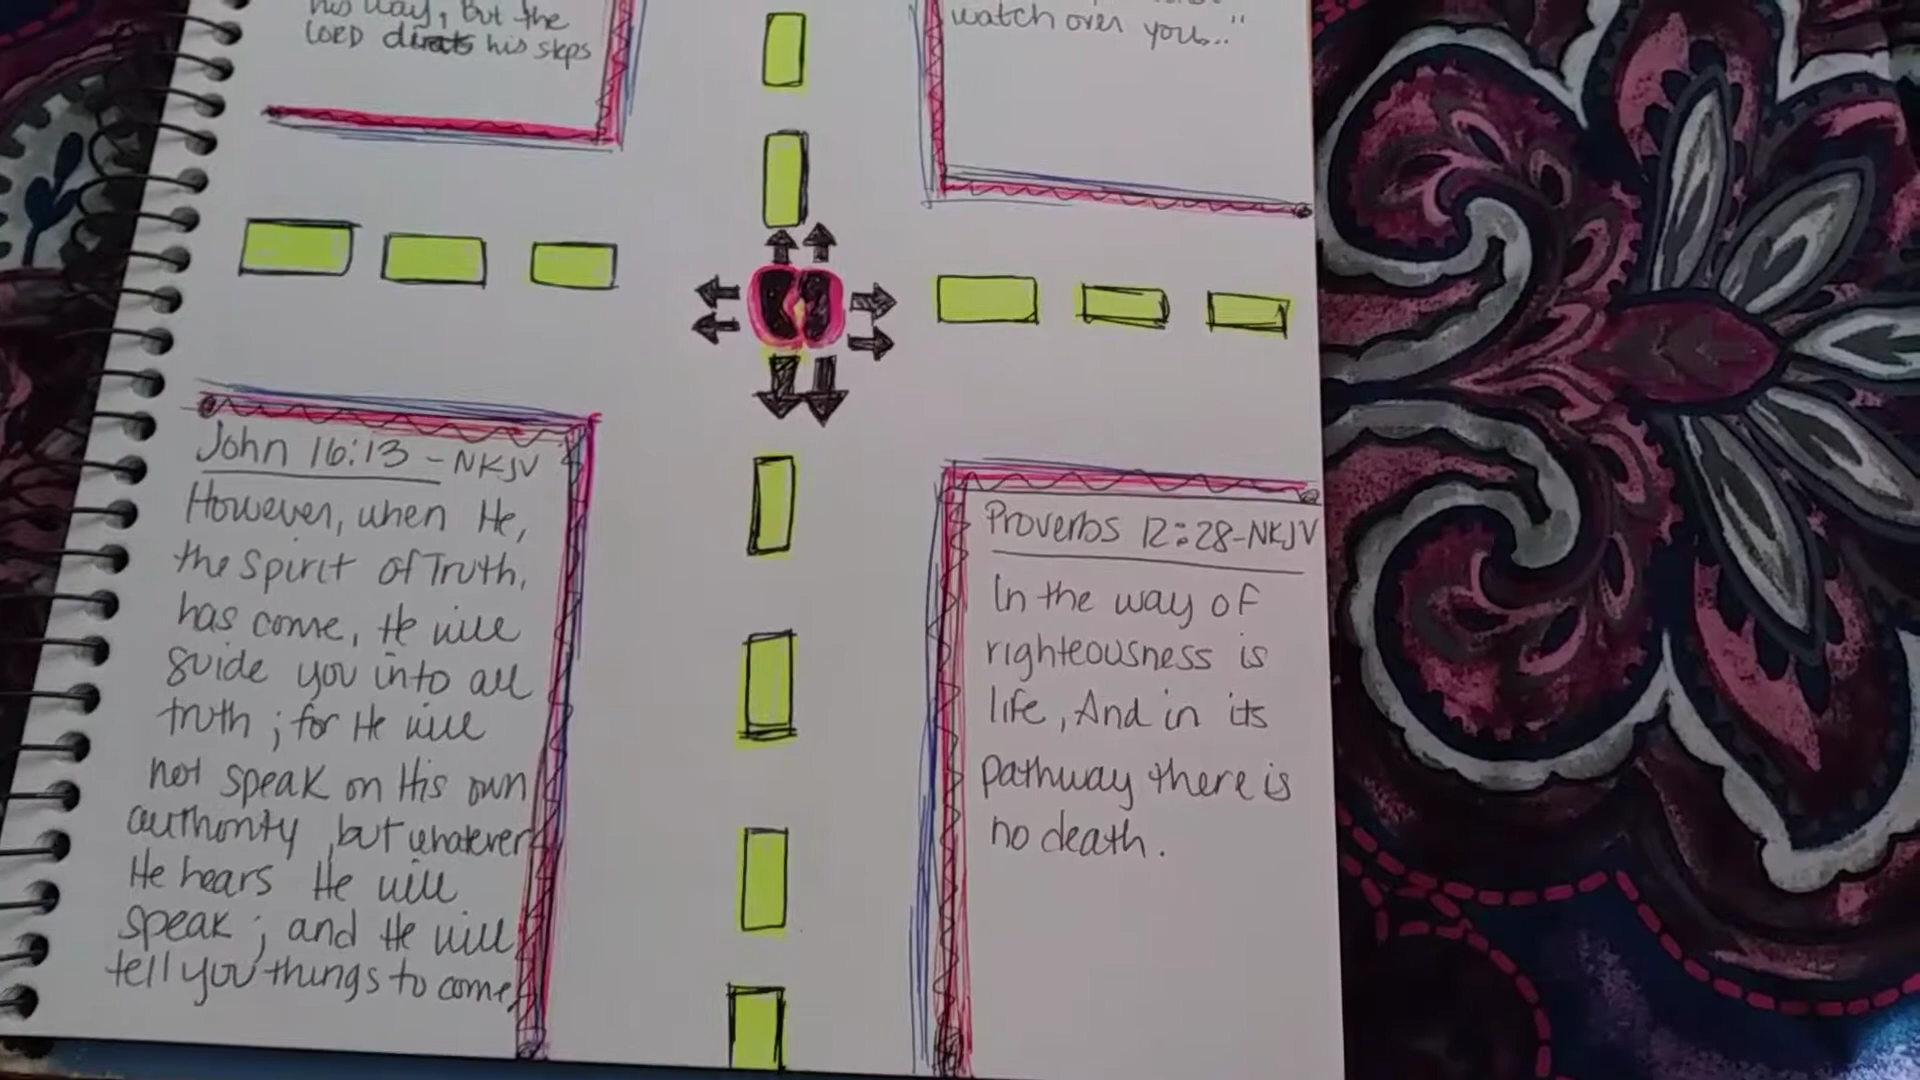 his way, but the
LORD directs his steps
watch over you..."
John 16:13 - NKJV
However, when He,
the Spirit of Truth,
has come, He will
guide you into all
truth; for He will
not speak on His own
authority, but whatever
He hears He will
speak; and He will
tell you things to come.
Proverbs 12:28-NKJV
In the way of
righteousness is
life, And in its
pathway there is
no death.